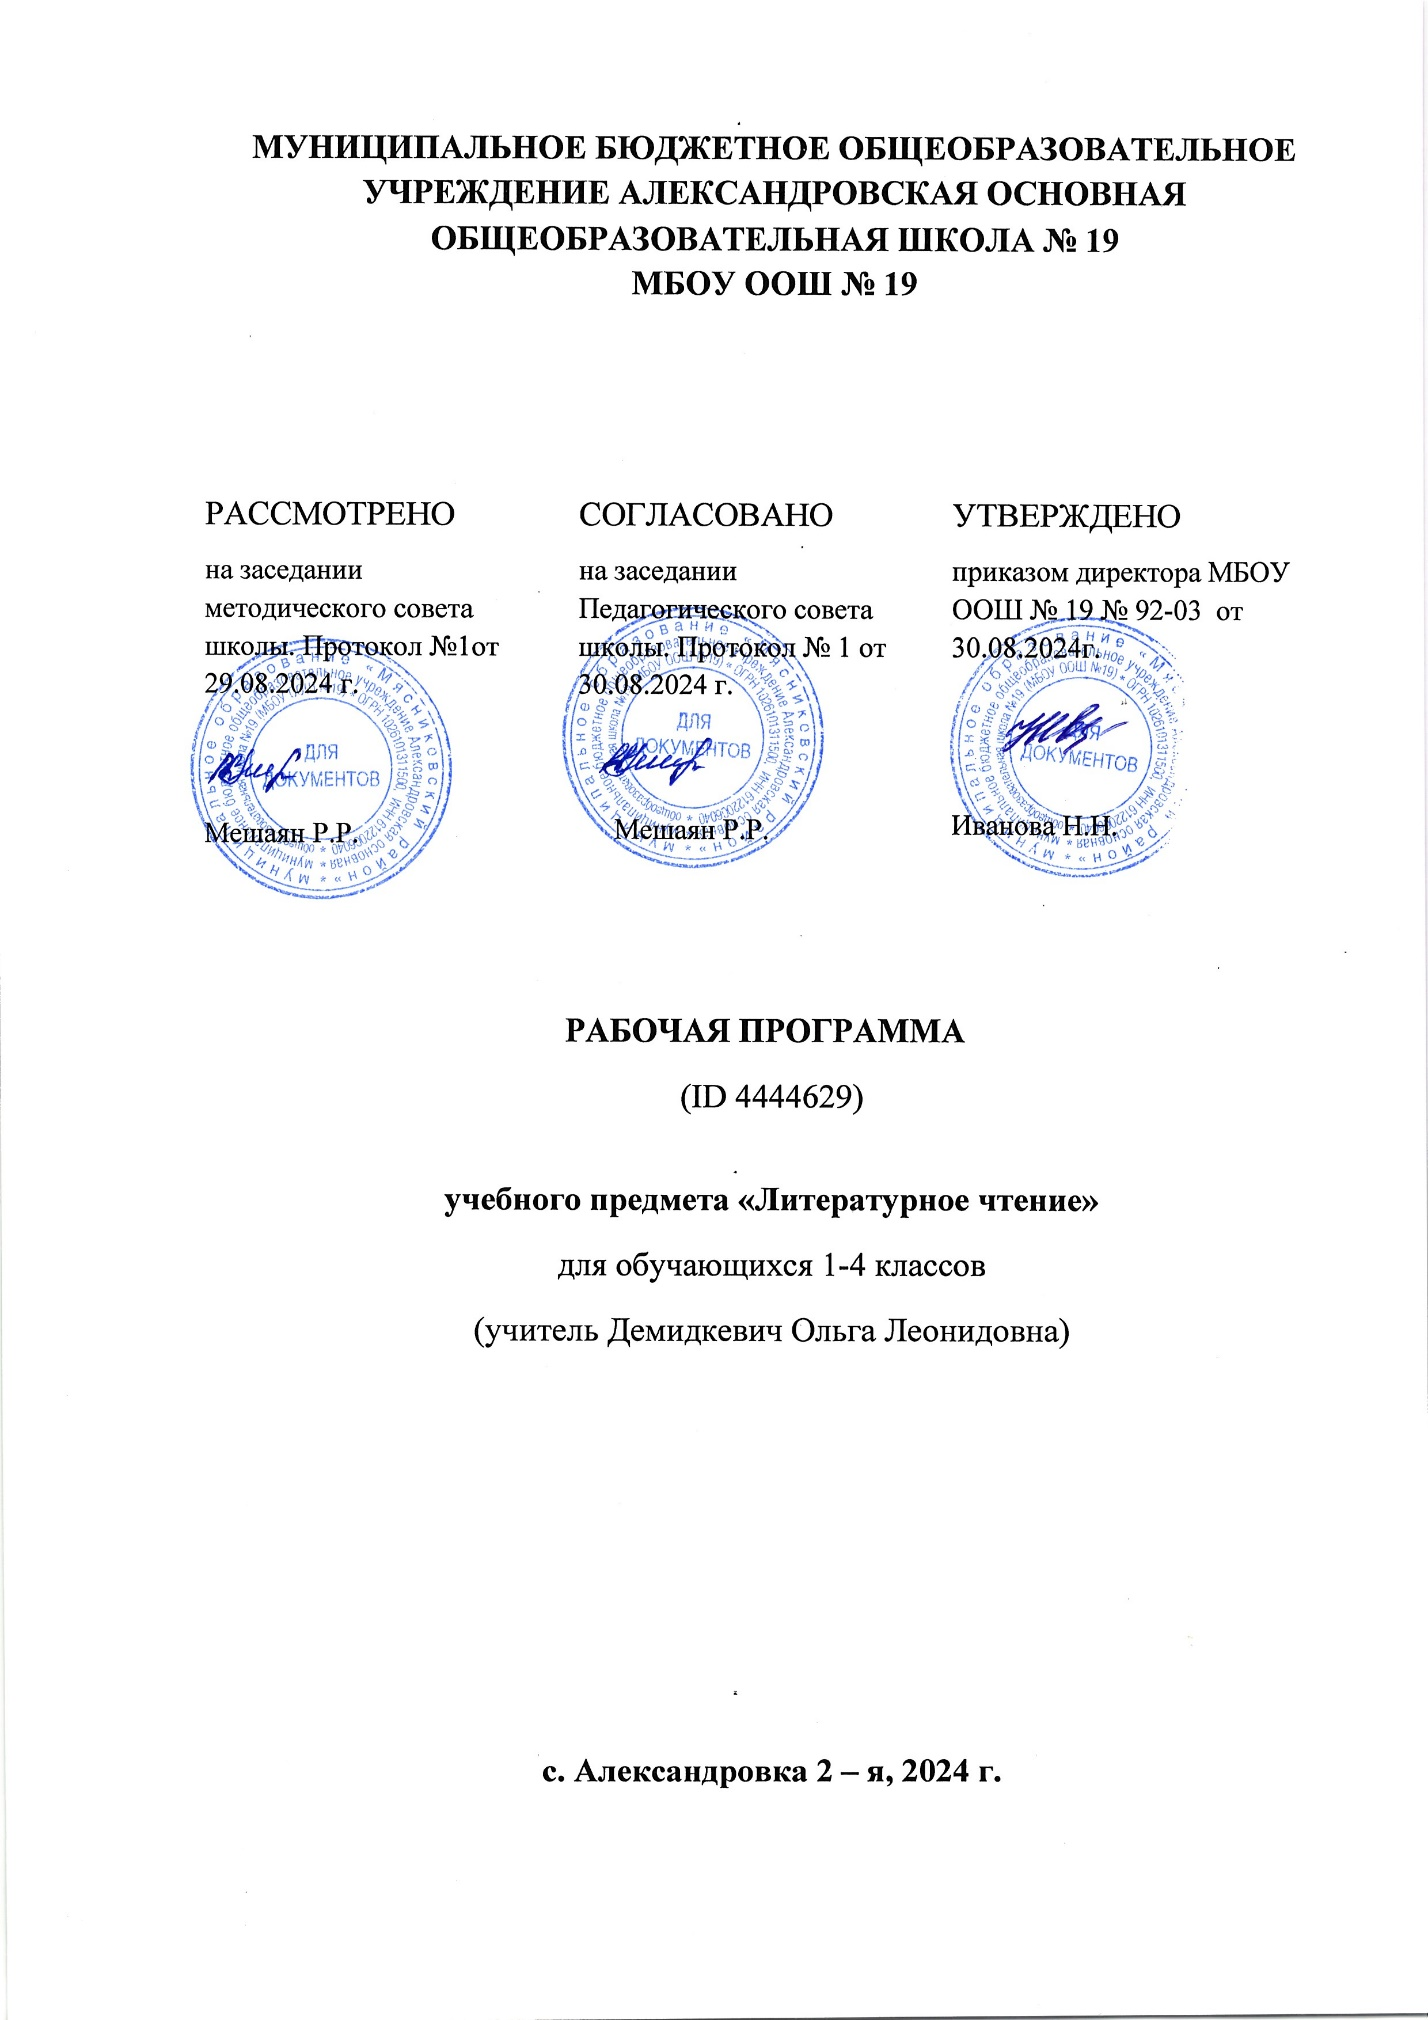 МУНИЦИПАЛЬНОЕ БЮДЖЕТНОЕ ОБЩЕОБРАЗОВАТЕЛЬНОЕ
УЧРЕЖДЕНИЕ АЛЕКСАНДРОВСКАЯ ОСНОВНАЯ
ОБЩЕОБРАЗОВАТЕЛЬНАЯ ШКОЛА № 19
МБОУ ООШ № 19
РАССМОТРЕНО
на заседании
методического совета
школы. Протокол №1от
29.08.2024 г.
Мешаян Р.Р.
СОГЛАСОВАНО
на заседании
Педагогического совета
школы. Протокол № 1 от
30.08.2024 г.
Мешаян Р.Р.
УТВЕРЖДЕНО
приказом директора МБОУ
ООШ № 19 № 92-03 от
30.08.2024г.
Иванова Н.Н.
ДЛЯ
ДОКУМЕНТОВ
ДЛЯ
ДОКУМЕНТОВ
ДЛЯ
ДОКУМЕНТОВ
РАБОЧАЯ ПРОГРАММА
(ID 4444629)
учебного предмета «Литературное чтение»
для обучающихся 1-4 классов
(учитель Демидкевич Ольга Леонидовна)
с. Александровка 2 – я, 2024 г.